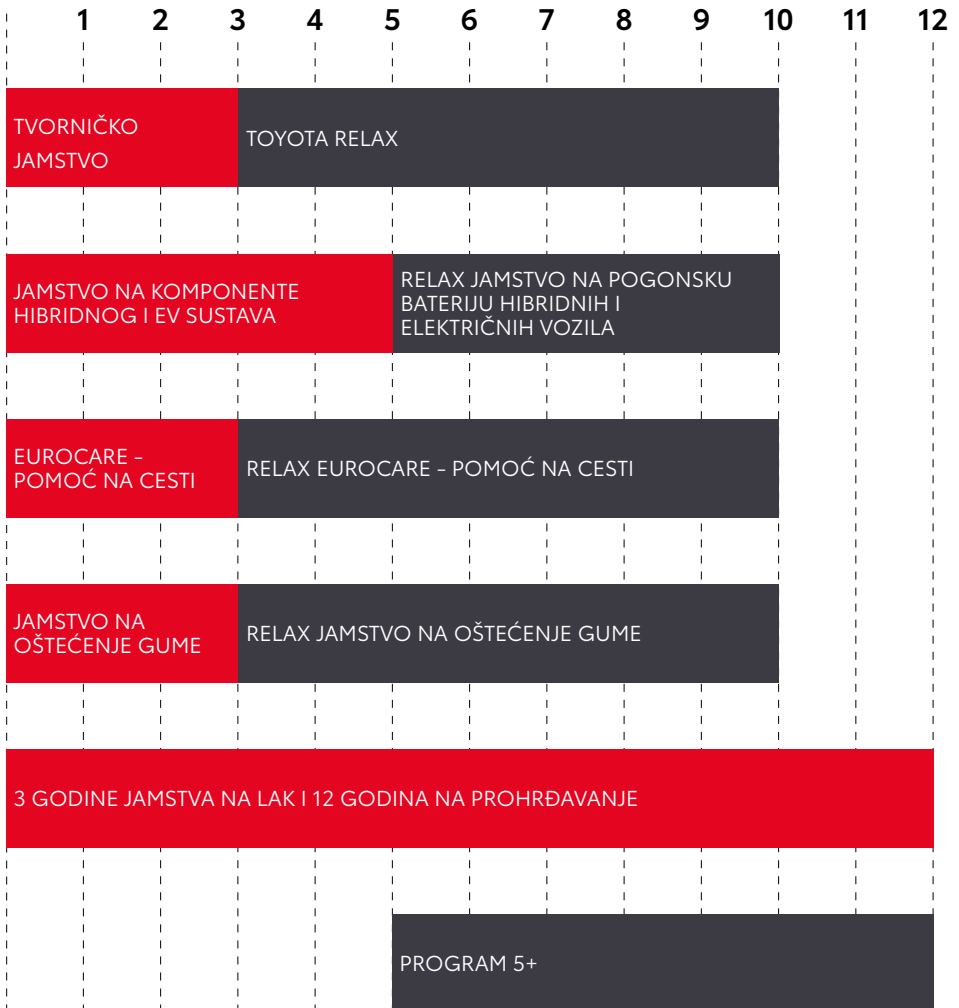 1 2 3 4 5 6 7 8 9 10 11 12
TVORNIČKO
JAMSTVO
TOYOTA RELAX
JAMSTVO NA KOMPONENTE
HIBRIDNOG I EV SUSTAVA
RELAX JAMSTVO NA POGONSKU
BATERIJU HIBRIDNIH I
ELEKTRIČNIH VOZILA
EUROCARE -
POMOĆ NA CESTI
RELAX EUROCARE - POMOĆ NA CESTI
JAMSTVO NA
OŠTEĆENJE GUME
RELAX JAMSTVO NA OŠTEĆENJE GUME
3 GODINE JAMSTVA NA LAK I 12 GODINA NA PROHRĐAVANJE
PROGRAM 5+